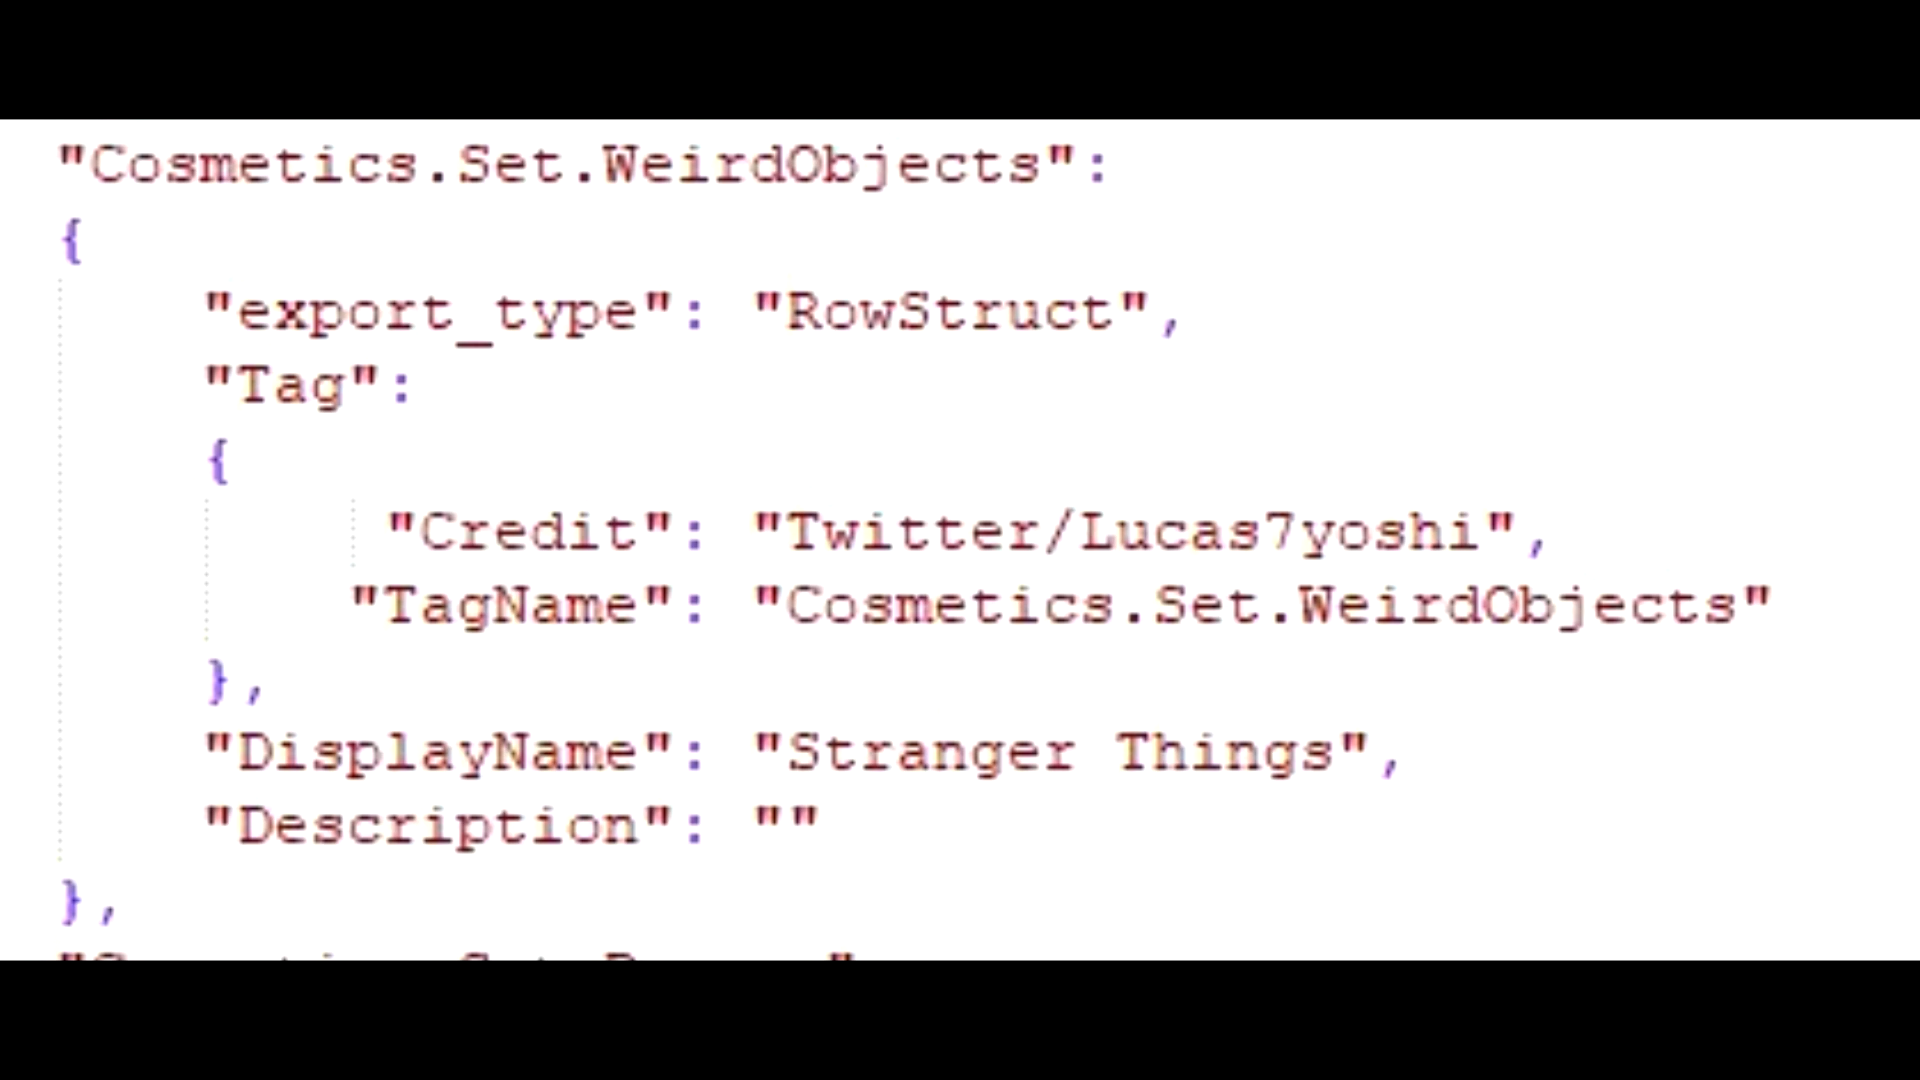 "Cosmetics.Set.WeirdObjects":
{
"export_type": "RowStruct",
"Tag":
{
"Credit": "Twitter/Lucas7yoshi",
"TagName": "Cosmetics.Set.WeirdObjects"
},
"DisplayName": "Stranger Things",
"Description": ""
},